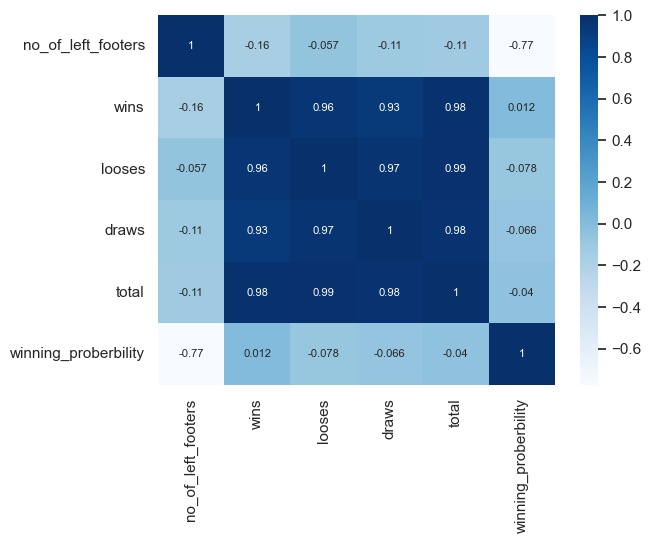 no_of_left_footers 1 -0.16 -0.057 -0.11 -0.11 -0.77
wins -0.16 1 0.96 0.93 0.98 0.012
looses -0.057 0.96 1 0.97 0.99 -0.078
draws -0.11 0.93 0.97 1 0.98 -0.066
total -0.11 0.98 0.99 0.98 1 -0.04
winning_proberbility -0.77 0.012 -0.078 -0.066 -0.04 1
no_of_left_footers
wins
looses
draws
total
winning_proberbility
1.0
0.8
0.6
0.4
0.2
0.0
−0.2
−0.4
−0.6